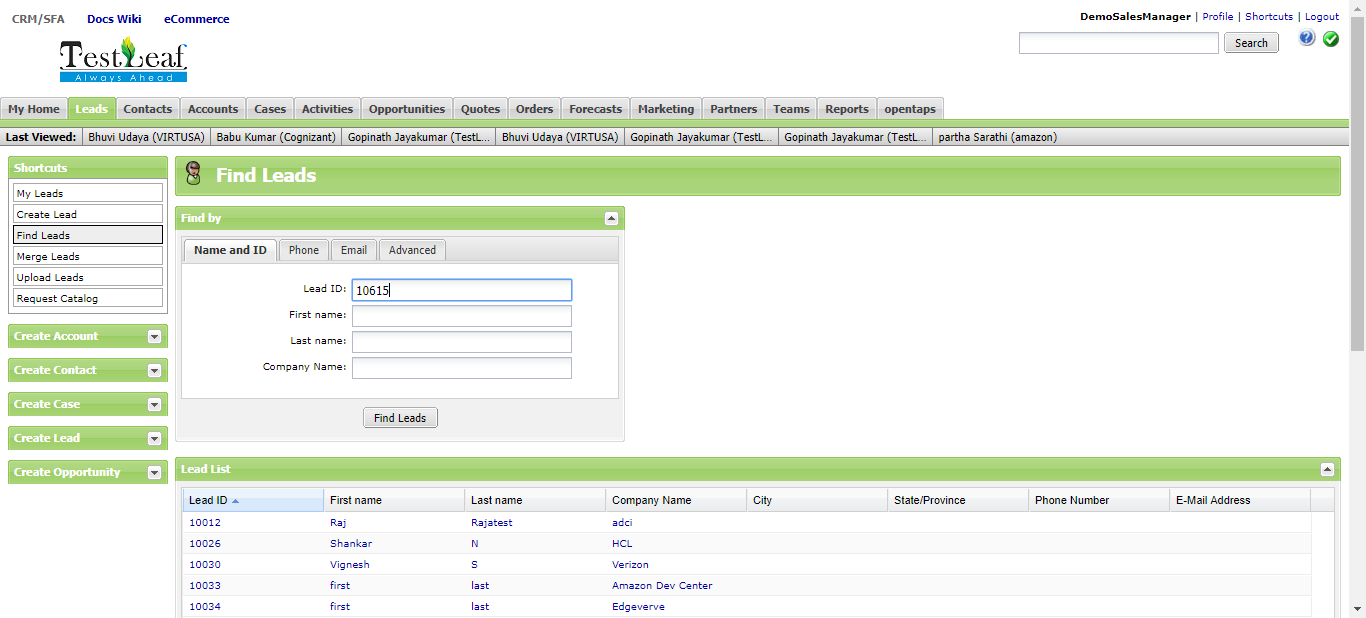 CRM/SFA Docs Wiki eCommerce
DemoSalesManager | Profile | Shortcuts | Logout
TestLeaf
Always Ahead
Search
?
My Home Leads Contacts Accounts Cases Activities Opportunities Quotes Orders Forecasts Marketing Partners Teams Reports opentaps
Last Viewed: Bhuvi Udaya (VIRTUSA) Babu Kumar (Cognizant) Gopinath Jayakumar (TestL... Bhuvi Udaya (VIRTUSA) Gopinath Jayakumar (TestL... Gopinath Jayakumar (TestL... partha Sarathi (amazon)
Shortcuts
My Leads
Create Lead
Find Leads
Merge Leads
Upload Leads
Request Catalog
Create Account
Create Contact
Create Case
Create Lead
Create Opportunity
Find Leads
Find by
Name and ID Phone Email Advanced
Lead ID: 10615
First name:
Last name:
Company Name:
Find Leads
Lead List
Lead ID First name Last name Company Name City State/Province Phone Number E-Mail Address
10012 Raj Rajatest adci
10026 Shankar N HCL
10030 Vignesh S Verizon
10033 first last Amazon Dev Center
10034 first last Edgeverve